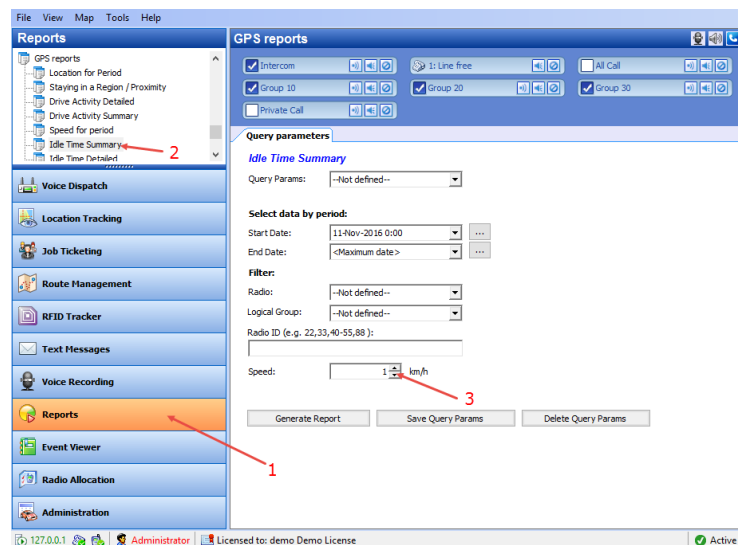 File View Map Tools Help
Reports
GPS reports
Location for Period
Staying in a Region / Proximity
Drive Activity Detailed
Drive Activity Summary
Speed for period
Idle Time Summary
Idle Time Detailed
2
Voice Dispatch
Location Tracking
Job Ticketing
Route Management
RFID Tracker
Text Messages
Voice Recording
Reports
Event Viewer
Radio Allocation
Administration
1
GPS reports
Intercom
1: Line free
All Call
Group 10
Group 20
Group 30
Private Call
Query parameters
Idle Time Summary
Query Params: --Not defined--
Select data by period:
Start Date: 11-Nov-2016 0:00 ...
End Date: <Maximum date> ...
Filter:
Radio: --Not defined--
Logical Group: --Not defined--
Radio ID (e.g. 22,33,40-55,88 ):
Speed: 1 km/h
3
Generate Report Save Query Params Delete Query Params
127.0.0.1 Administrator Licensed to: demo Demo License Active